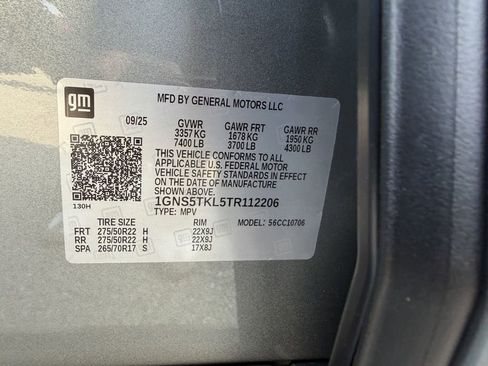 gm
MFD BY GENERAL MOTORS LLC
09/25 GVWR GAWR FRT GAWR RR
3357 KG 1678 KG 1950 KG
7400 LB 3700 LB 4300 LB
THIS VEHICLE CONFORMS TO ALL
APPLICABLE U.S. FEDERAL MOTOR
VEHICLE SAFETY STANDARDS IN
EFFECT ON THE DATE OF MANUFACTURE
SHOWN ABOVE.
1GNS5TKL5TR112206
130H TYPE: MPV 56CC10706
TIRE SIZE RIM
FRT 275/50R22 H 22X9J
RR 275/50R22 H 22X9J
SPA 265/70R17 S 17X8J